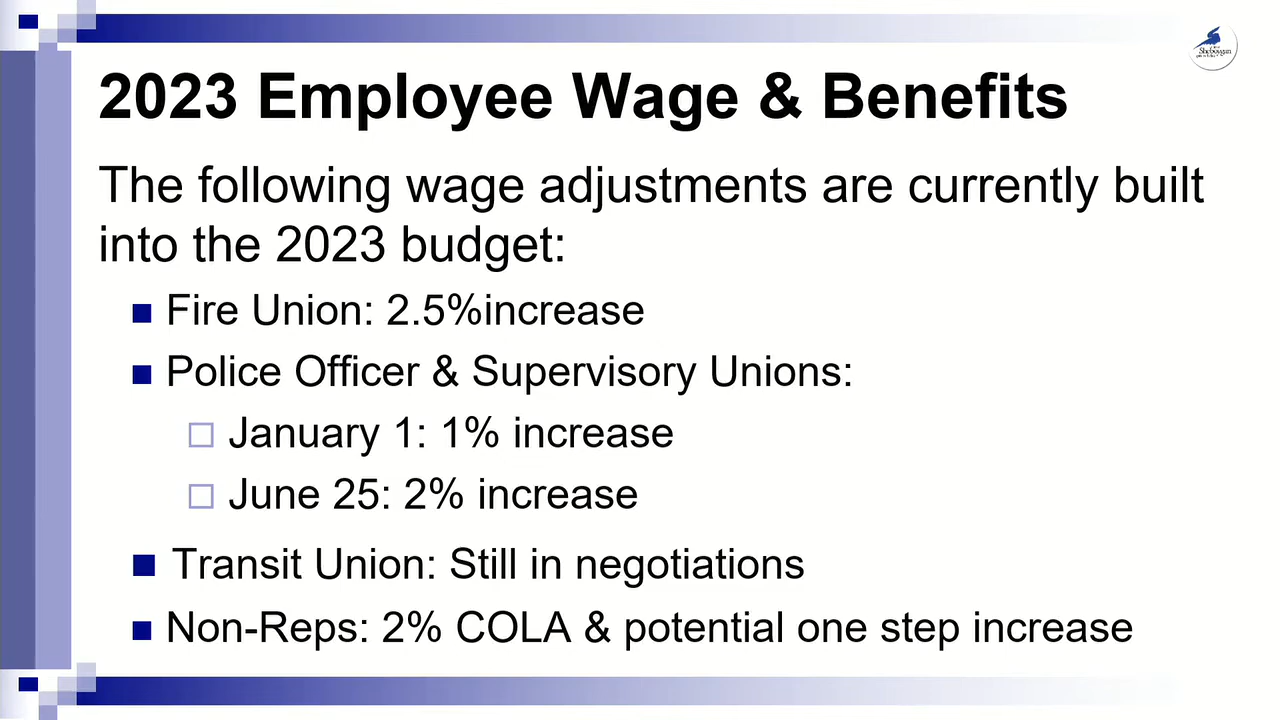 Sheboygan
2023 Employee Wage & Benefits
The following wage adjustments are currently built
into the 2023 budget:
Fire Union: 2.5%increase
Police Officer & Supervisory Unions:
January 1: 1% increase
June 25: 2% increase
Transit Union: Still in negotiations
Non-Reps: 2% COLA & potential one step increase